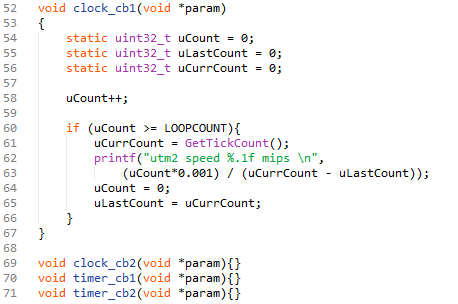 52 void clock_cb1(void *param)
53 {
54     static uint32_t uCount = 0;
55     static uint32_t uLastCount = 0;
56     static uint32_t uCurrCount = 0;
57
58     uCount++;
59
60     if (uCount >= LOOPCOUNT){
61         uCurrCount = GetTickCount();
62         printf("utm2 speed %.1f mips \n",
63             (uCount*0.001) / (uCurrCount - uLastCount));
64         uCount = 0;
65         uLastCount = uCurrCount;
66     }
67 }
68
69 void clock_cb2(void *param){}
70 void timer_cb1(void *param){}
71 void timer_cb2(void *param){}